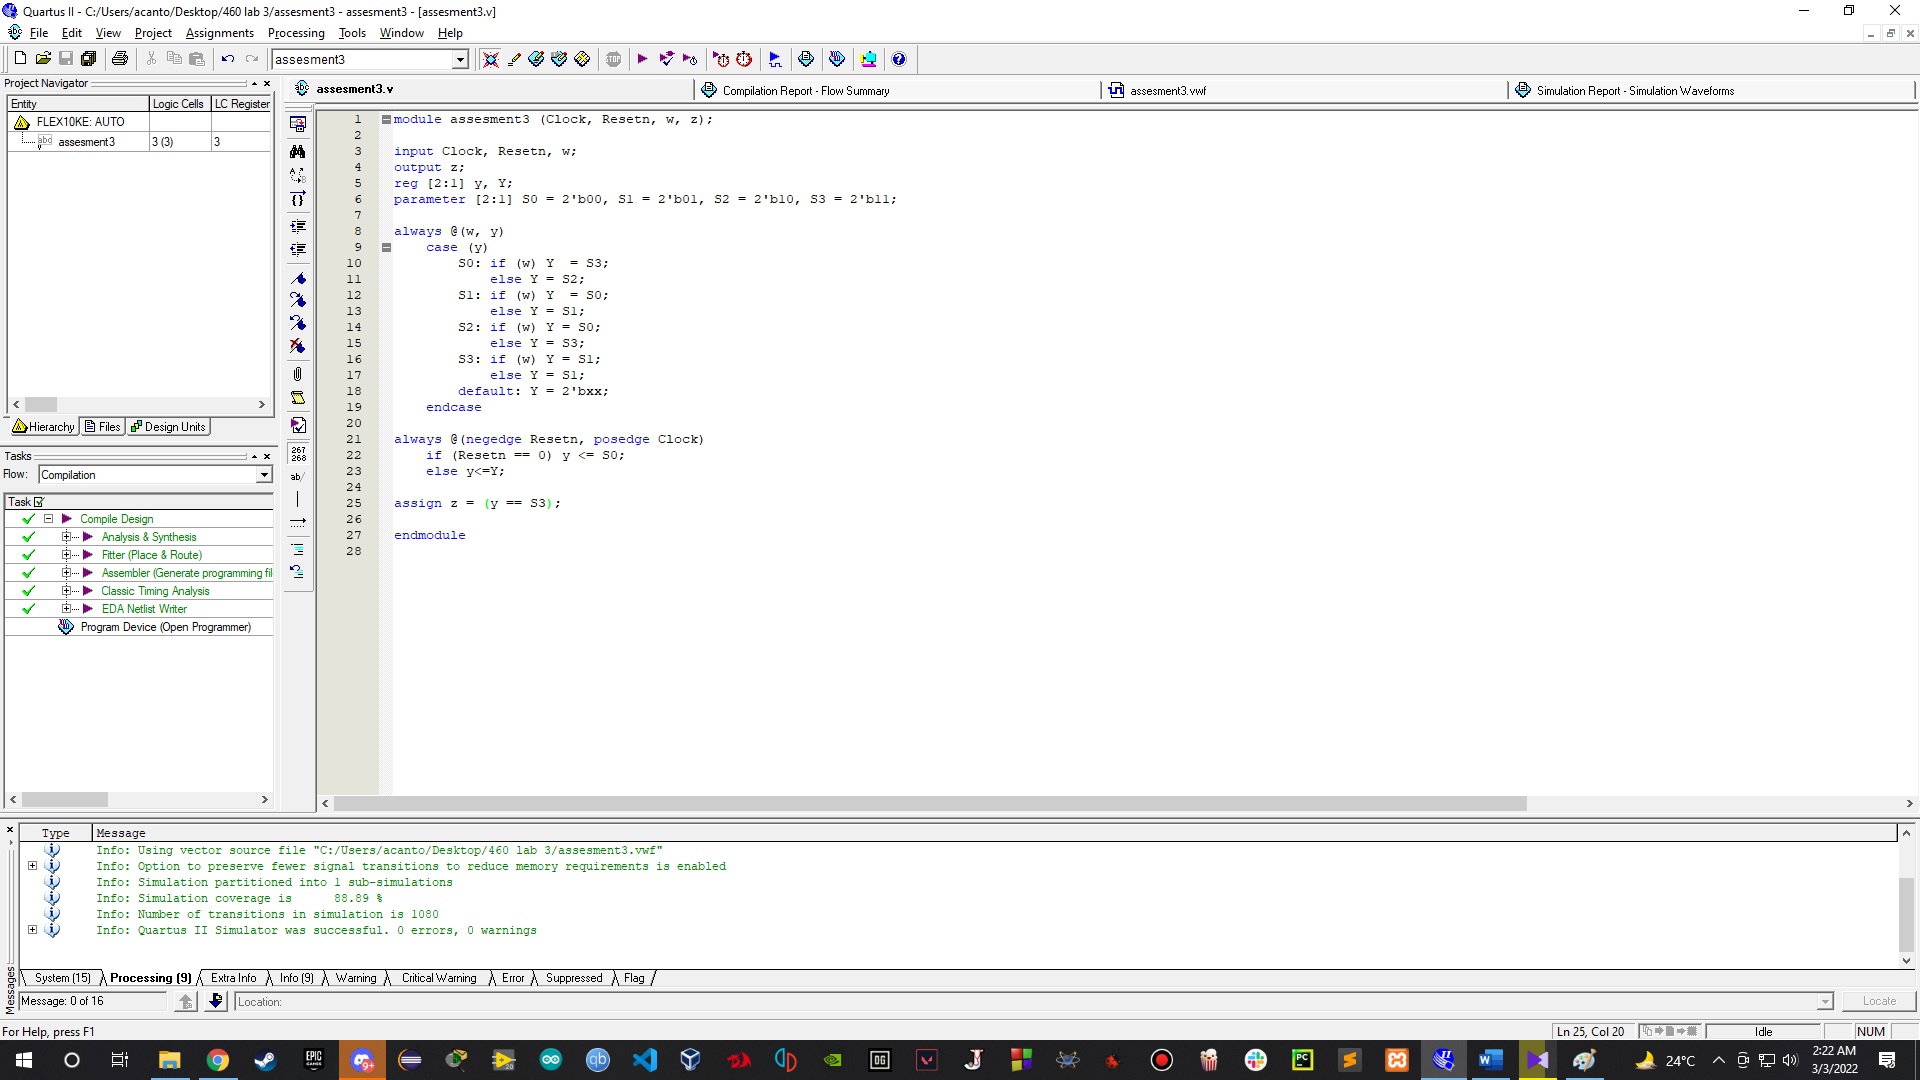 Quartus II - C:/Users/acanto/Desktop/460 lab 3/assesment3 - assesment3 - [assesment3.v]
File Edit View Project Assignments Processing Tools Window Help
assesment3
Project Navigator
Entity Logic Cells LC Register
FLEX10KE: AUTO
assesment3 3 (3) 3
Hierarchy Files Design Units
Tasks
Flow: Compilation
Task
Compile Design
Analysis & Synthesis
Fitter (Place & Route)
Assembler (Generate programming fil
Classic Timing Analysis
EDA Netlist Writer
Program Device (Open Programmer)
assesment3.v Compilation Report - Flow Summary assesment3.vwf Simulation Report - Simulation Waveforms
267
268
ab/
1 module assesment3 (Clock, Resetn, w, z);
2
3 input Clock, Resetn, w;
4 output z;
5 reg [2:1] y, Y;
6 parameter [2:1] S0 = 2'b00, S1 = 2'b01, S2 = 2'b10, S3 = 2'b11;
7
8 always @(w, y)
9 case (y)
10 S0: if (w) Y  = S3;
11 else Y = S2;
12 S1: if (w) Y  = S0;
13 else Y = S1;
14 S2: if (w) Y = S0;
15 else Y = S3;
16 S3: if (w) Y = S1;
17 else Y = S1;
18 default: Y = 2'bxx;
19 endcase
20
21 always @(negedge Resetn, posedge Clock)
22 if (Resetn == 0) y <= S0;
23 else y<=Y;
24
25 assign z = (y == S3);
26
27 endmodule
28
Type Message
Info: Using vector source file "C:/Users/acanto/Desktop/460 lab 3/assesment3.vwf"
Info: Option to preserve fewer signal transitions to reduce memory requirements is enabled
Info: Simulation partitioned into 1 sub-simulations
Info: Simulation coverage is      88.89 %
Info: Number of transitions in simulation is 1080
Info: Quartus II Simulator was successful. 0 errors, 0 warnings
System (15) Processing (9) Extra Info Info (9) Warning Critical Warning Error Suppressed Flag
Messages
Message: 0 of 16 Location: Locate
For Help, press F1 Ln 25, Col 20 Idle NUM
EPIC GAMES 9+ qb PC W 24°C 2:22 AM
3/3/2022